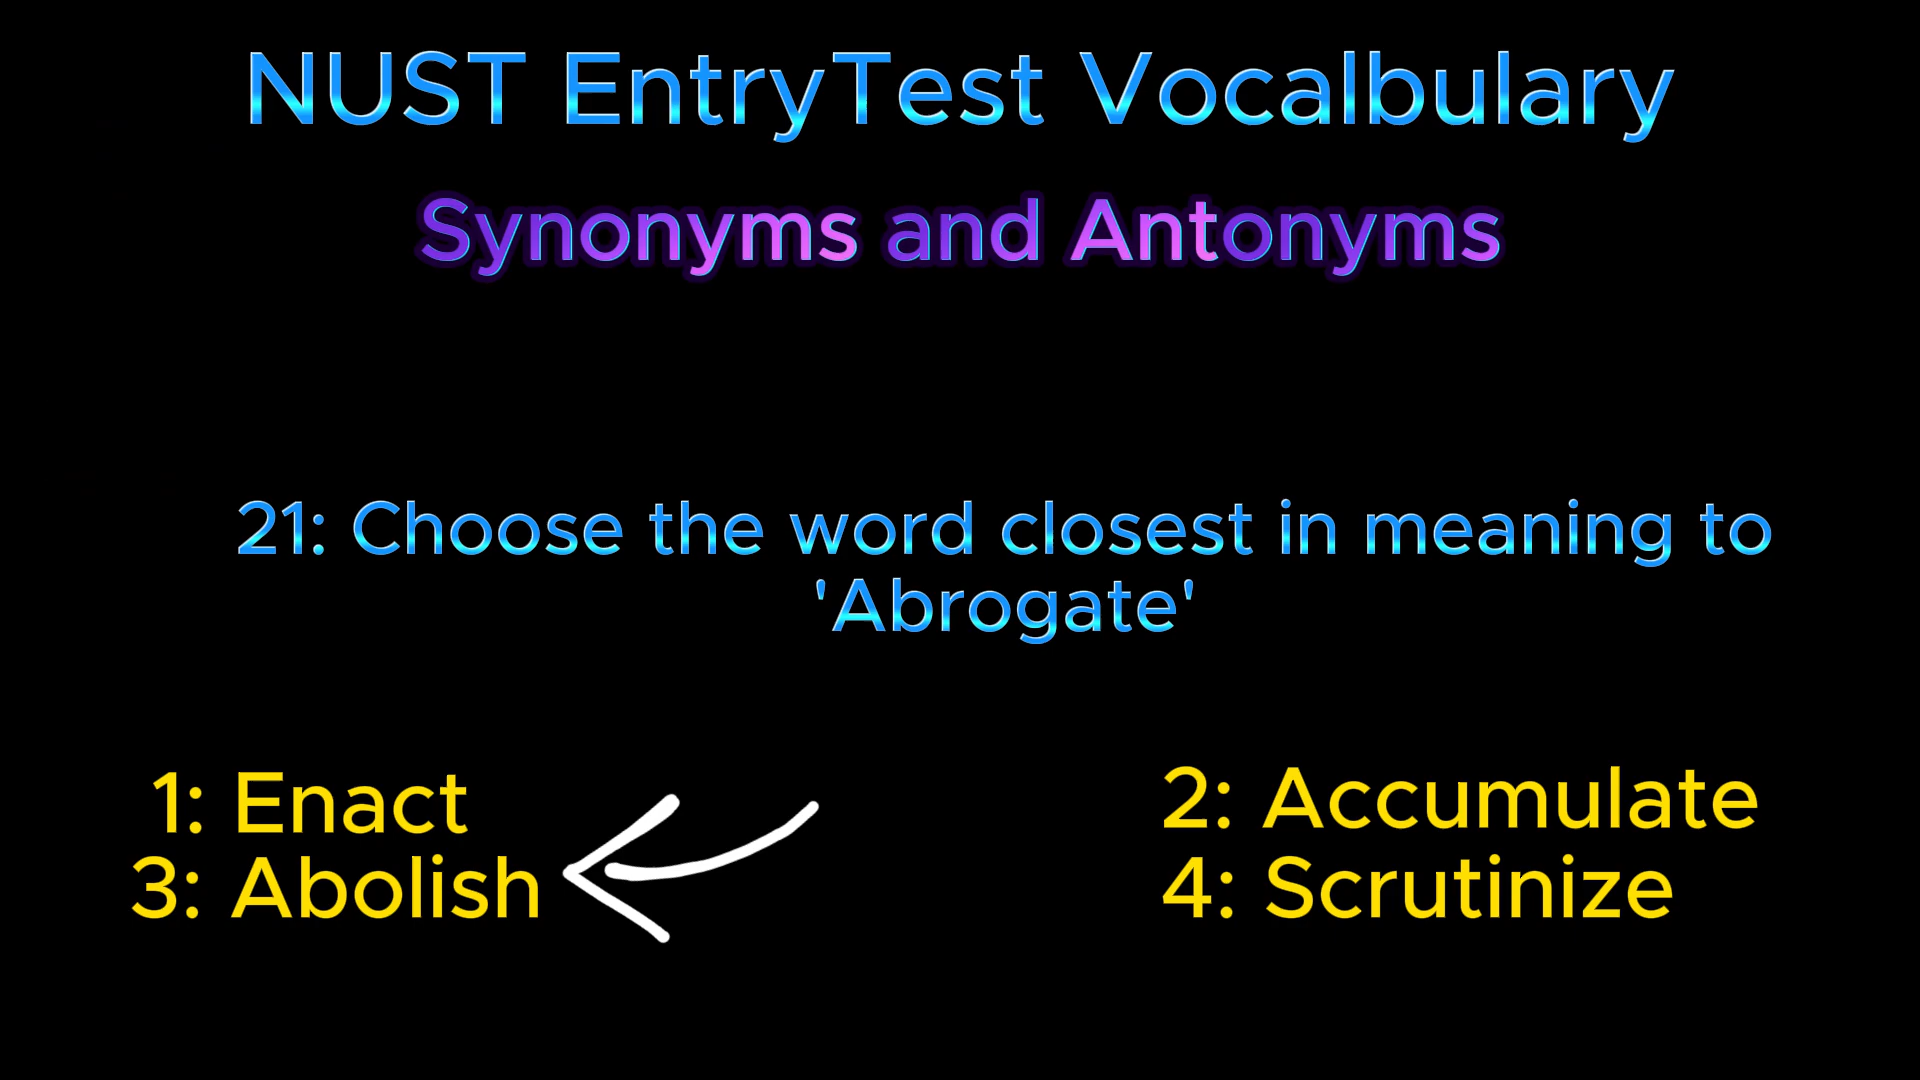 NUST EntryTest Vocalbulary
Synonyms and Antonyms
21: Choose the word closest in meaning to
'Abrogate'
1: Enact
2: Accumulate
3: Abolish
4: Scrutinize